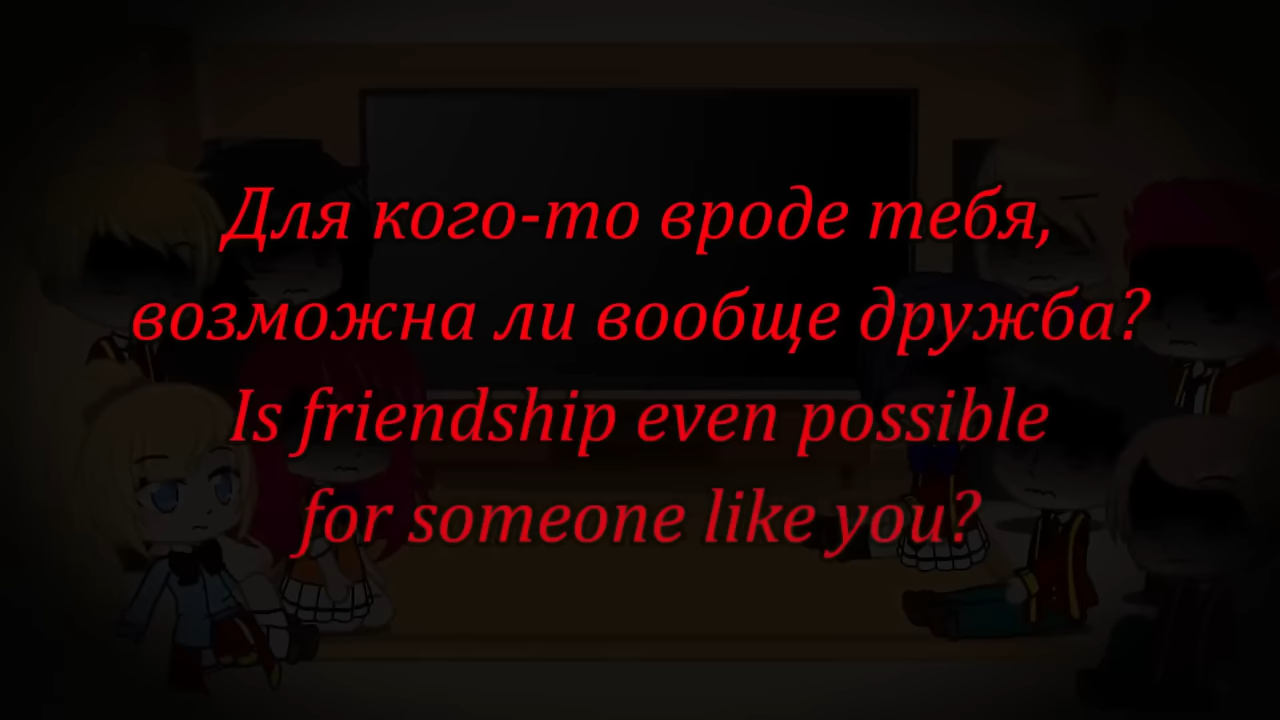 Для кого-то вроде тебя,
возможна ли вообще дружба?
Is friendship even possible
for someone like you?